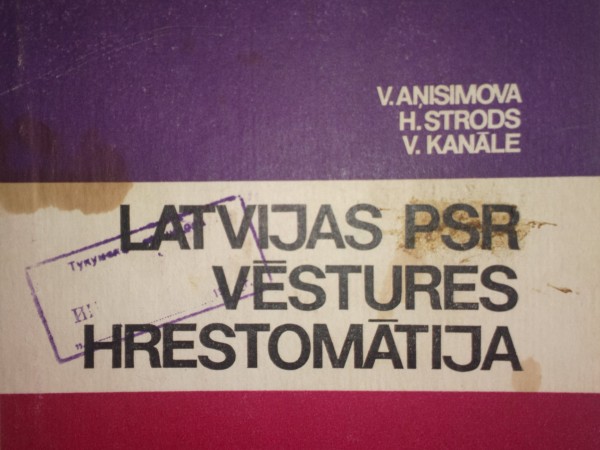 V. AŅISIMOVA
H. STRODS
V. KANĀLE
LATVIJAS PSR
VĒSTURES
HRESTOMĀTIJA